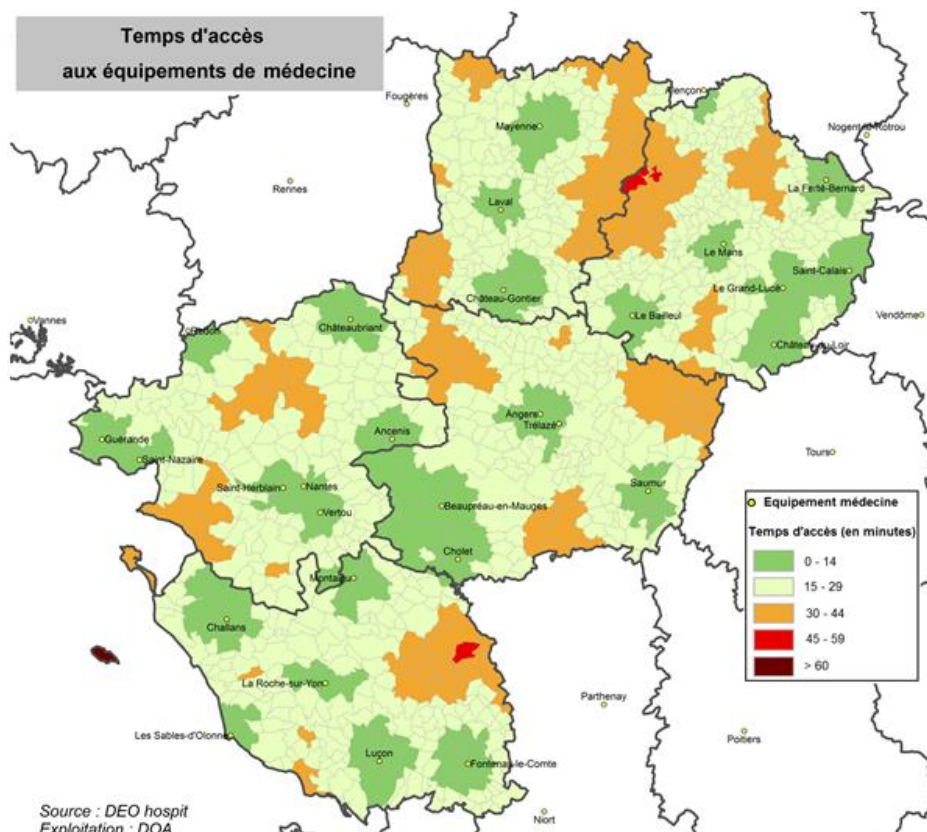 Temps d'accès
aux équipements de médecine
Fougères
Alençon
Nogent-le-Rotrou
Mayenne
Rennes
La Ferté-Bernard
Laval
Le Mans
Saint-Calais
Le Grand-Lucé
Château-Gontier
Le Bailleul
Vannes
Vendôme
Châteaubriant
Redon
Château-du-Loir
Angers
Trélazé
Ancenis
Guérande
Saint-Nazaire
Tours
Saint-Herblain
Nantes
Saumur
Beaupréau-en-Mauges
Vertou
Cholet
Montaigu
Challans
La Roche-sur-Yon
Parthenay
Les Sables-d'Olonne
Poitiers
Luçon
Fontenay-le-Comte
Niort
Equipement médecine
Temps d'accès (en minutes)
0 - 14
15 - 29
30 - 44
45 - 59
> 60
Source : DEO hospit
Exploitation : DOA